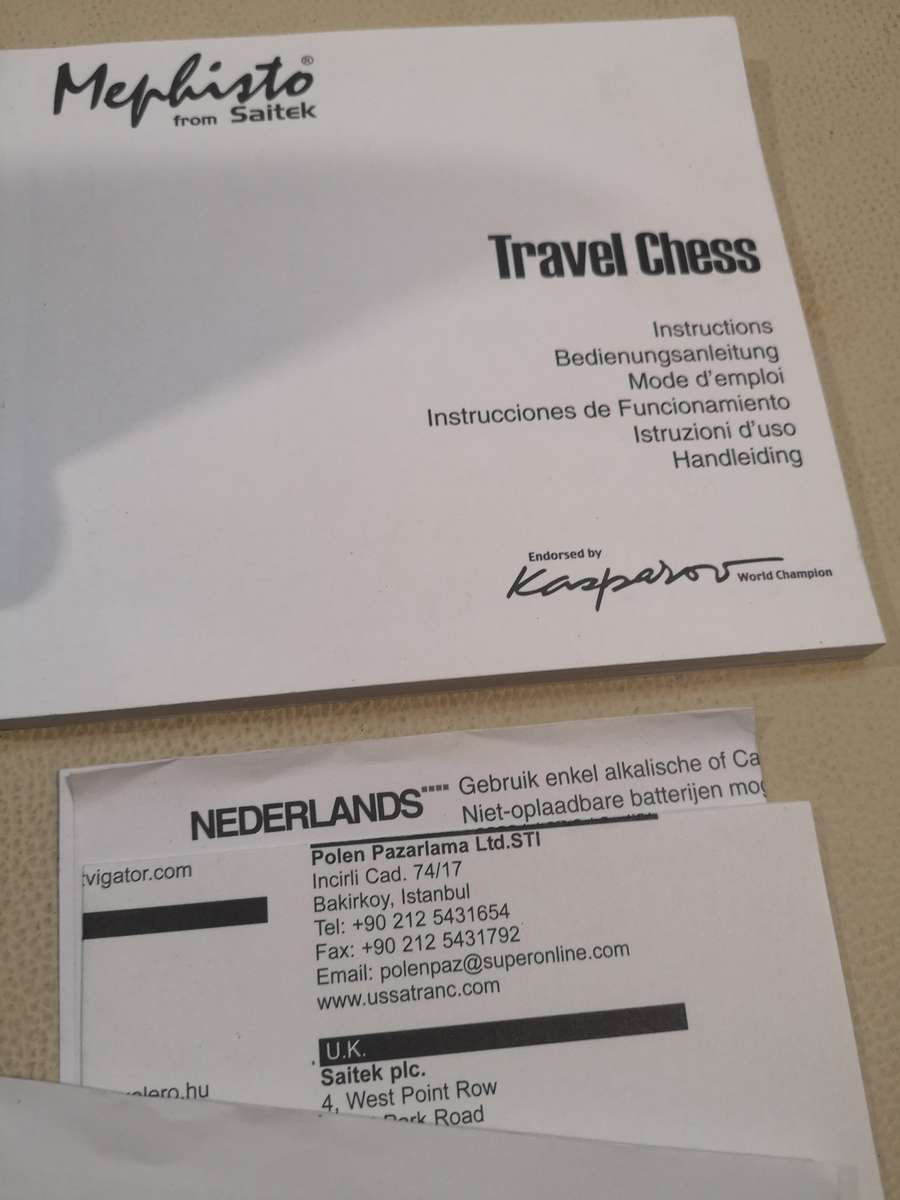 Mephisto®
from Saitek
Travel Chess
Instructions
Bedienungsanleitung
Mode d'emploi
Instrucciones de Funcionamiento
Istruzioni d'uso
Handleiding
Endorsed by
Kasparov World Champion
NEDERLANDS
Gebruik enkel alkalische of
Niet-oplaadbare batterijen
vigator.com
Polen Pazarlama Ltd.STI
Incirli Cad. 74/17
Bakirkoy, Istanbul
Tel: +90 212 5431654
Fax: +90 212 5431792
Email: polenpaz@superonline.com
www.ussatranc.com
U.K.
Saitek plc.
4, West Point Row
Road
lero.hu